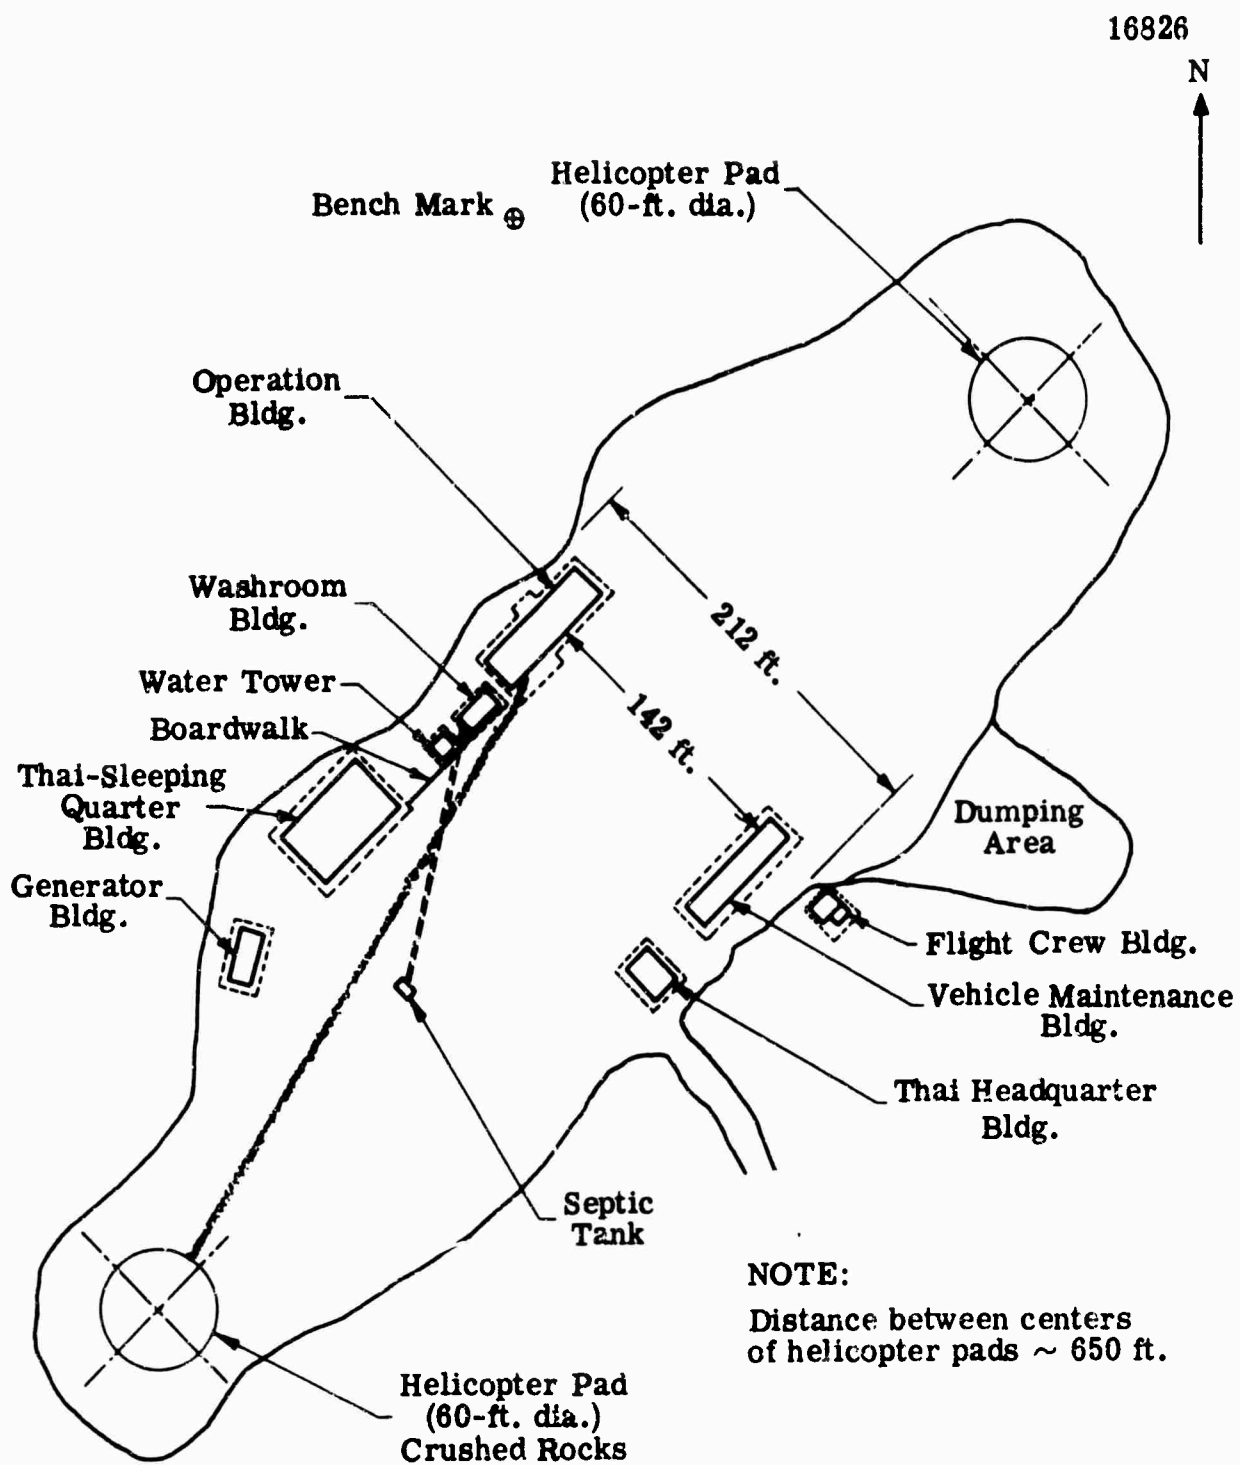 16826
N
Helicopter Pad
(60-ft. dia.)
Bench Mark
Operation
Bldg.
Washroom
Bldg.
Water Tower
Boardwalk
Thai-Sleeping
Quarter
Bldg.
Generator
Bldg.
212 ft.
142 ft.
Dumping
Area
Flight Crew Bldg.
Vehicle Maintenance
Bldg.
Thai Headquarter
Bldg.
Septic
Tank
NOTE:
Distance between centers
of helicopter pads ~ 650 ft.
Helicopter Pad
(60-ft. dia.)
Crushed Rocks